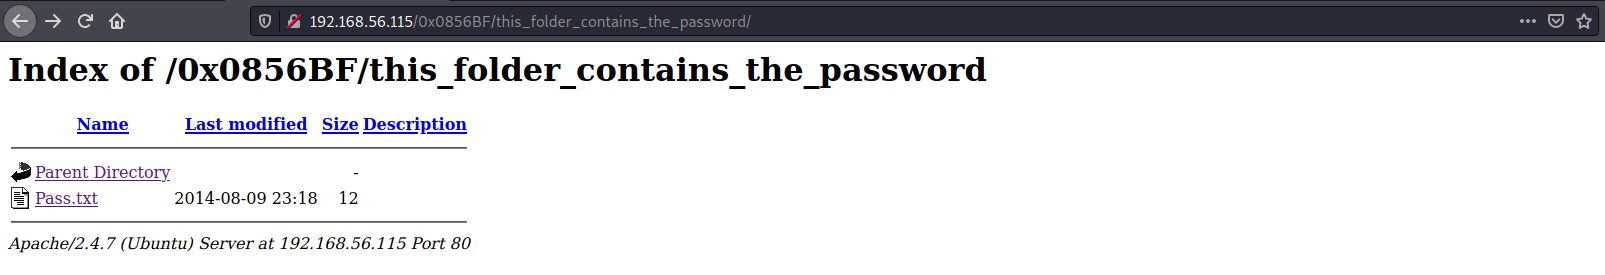 192.168.56.115/0x0856BF/this_folder_contains_the_password/
Index of /0x0856BF/this_folder_contains_the_password
Name Last modified Size Description
Parent Directory -
Pass.txt 2014-08-09 23:18 12
Apache/2.4.7 (Ubuntu) Server at 192.168.56.115 Port 80